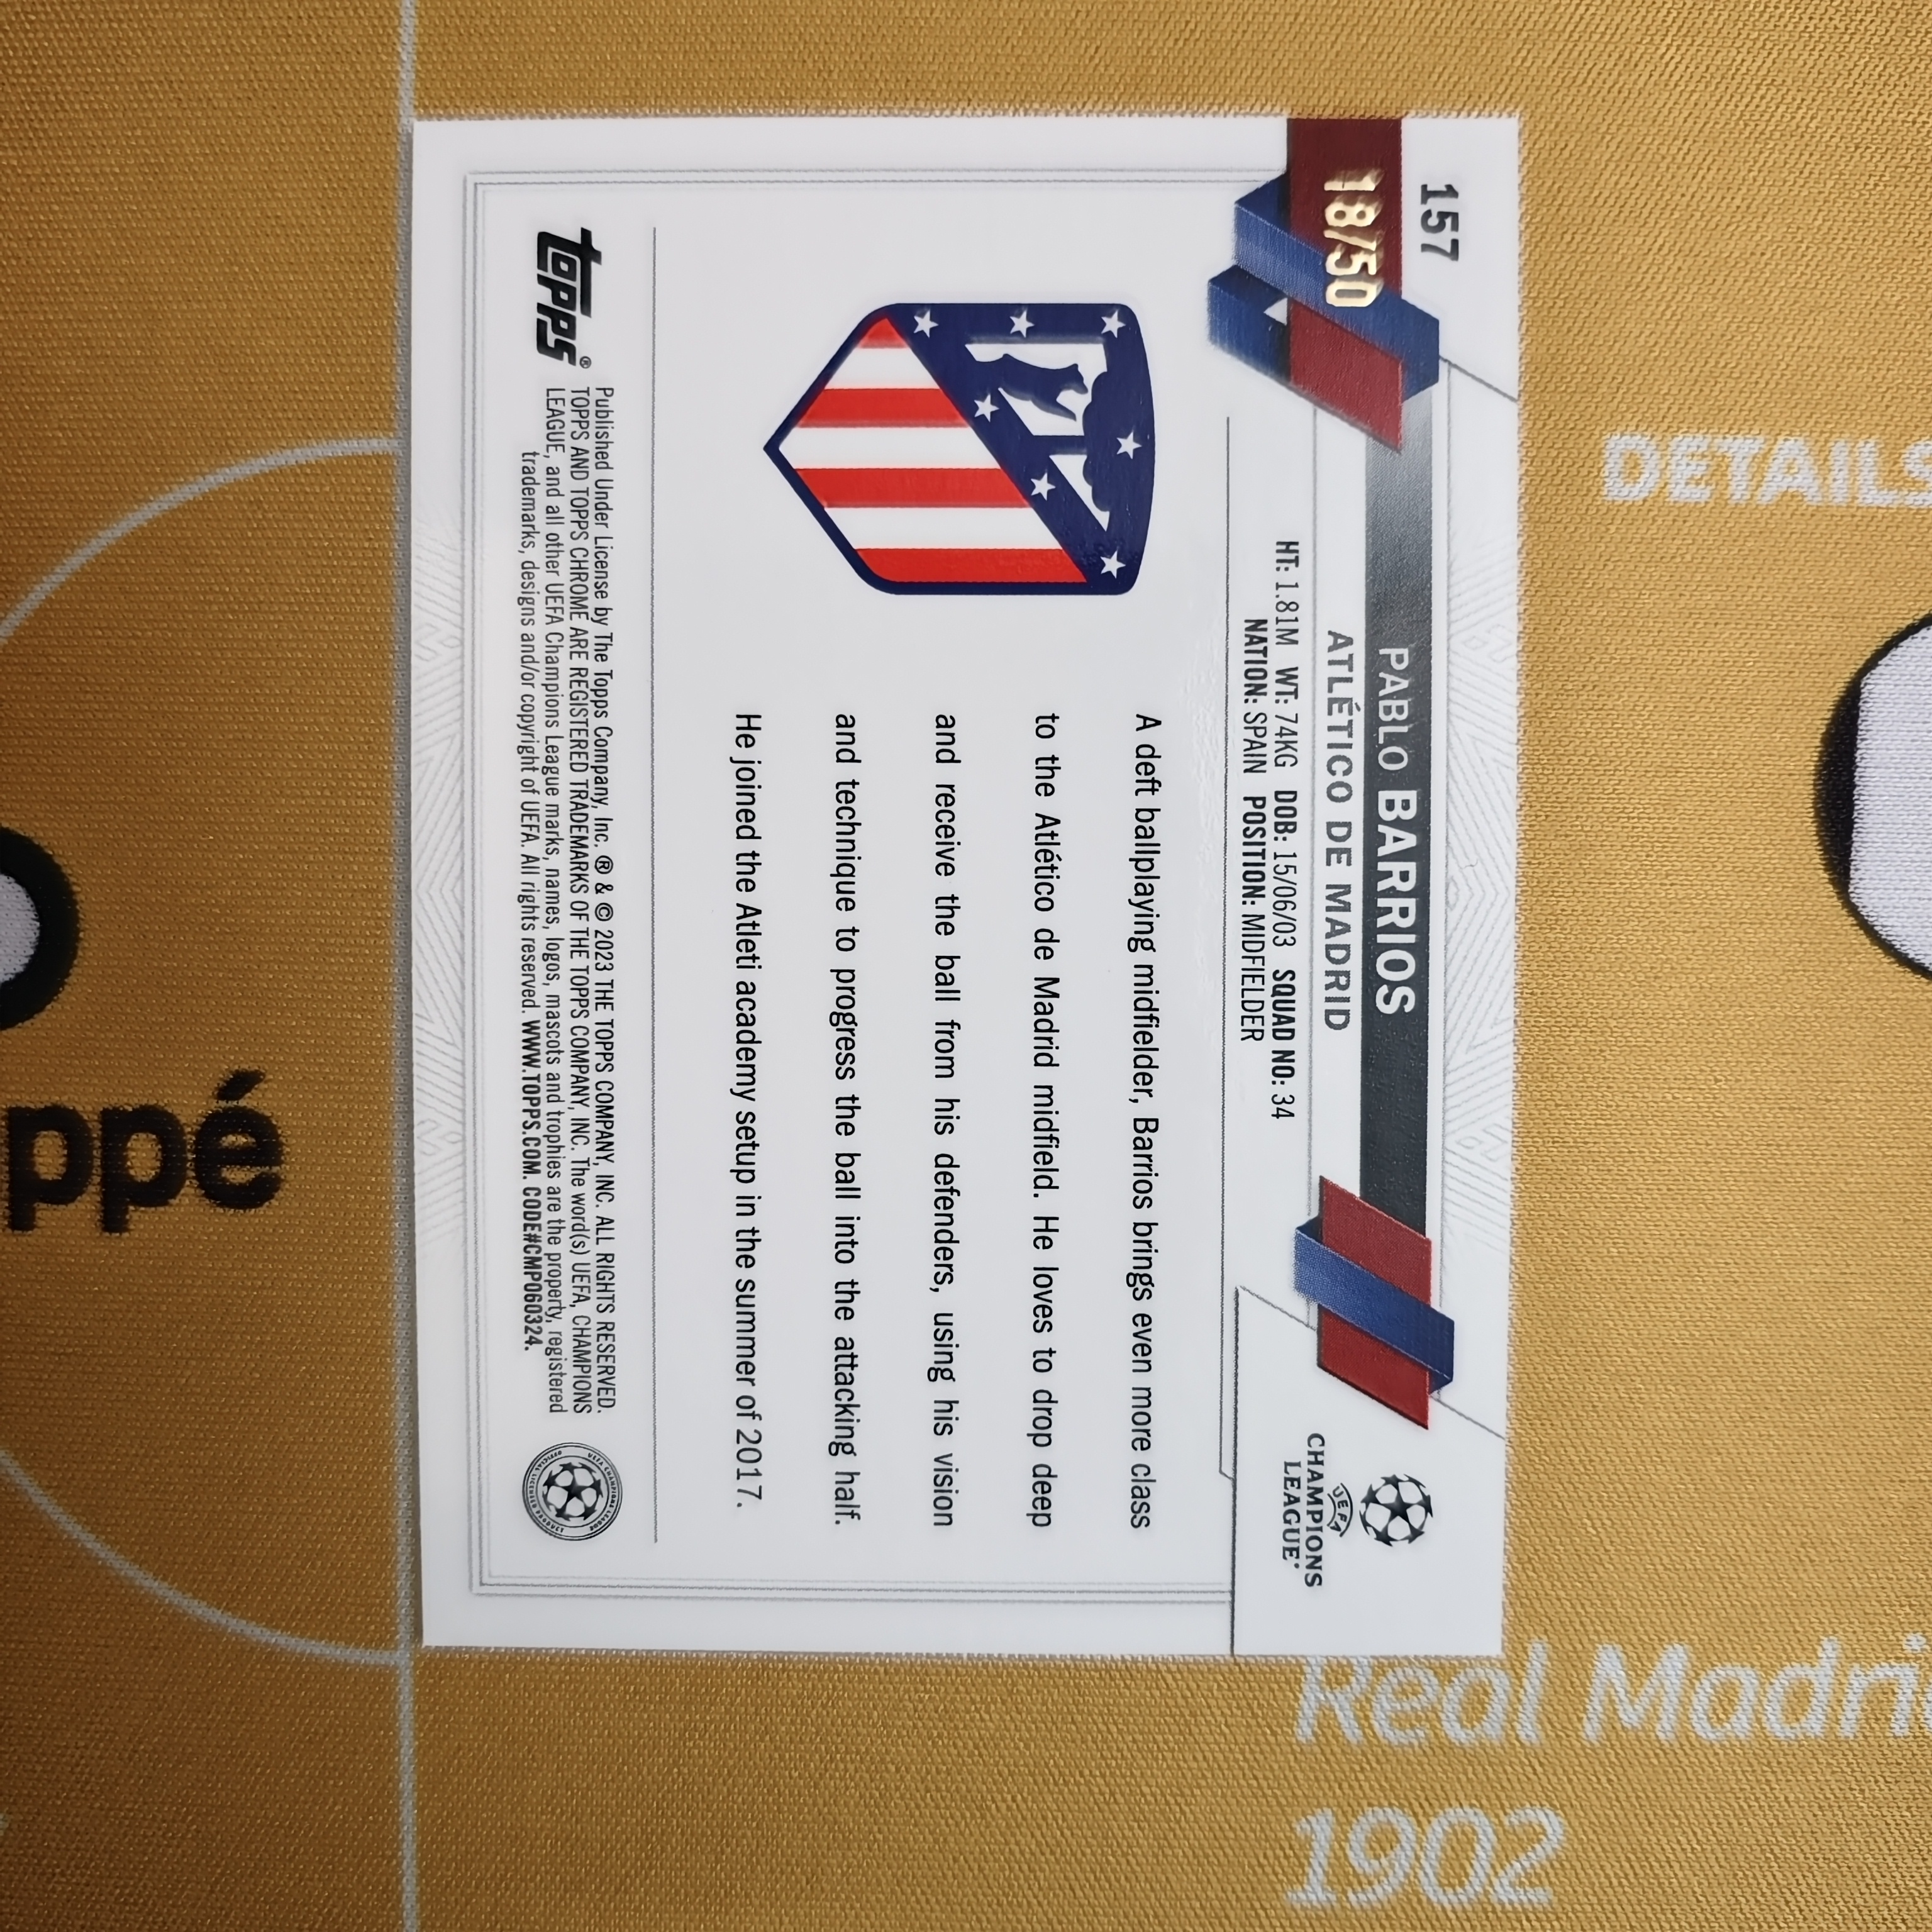 157
18/50
PABLO BARRIOS
ATLÉTICO DE MADRID
HT: 1.81M WT: 74KG DOB: 15/06/03 SQUAD NO: 34
NATION: SPAIN POSITION: MIDFIELDER
UEFA
CHAMPIONS
LEAGUE®
A deft ballplaying midfielder, Barrios brings even more class
to the Atlético de Madrid midfield. He loves to drop deep
and receive the ball from his defenders, using his vision
and technique to progress the ball into the attacking half.
He joined the Atleti academy setup in the summer of 2017.
topps®
Published Under License by The Topps Company, Inc. ® & © 2023 THE TOPPS COMPANY, INC. ALL RIGHTS RESERVED.
TOPPS AND TOPPS CHROME ARE REGISTERED TRADEMARKS OF THE TOPPS COMPANY, INC. The word(s) UEFA, CHAMPIONS
LEAGUE, and all other UEFA Champions League marks, names, logos, mascots and trophies are the property, registered
trademarks, designs and/or copyright of UEFA. All rights reserved. WWW.TOPPS.COM. CODE#CMP060324.
UEFA CHAMPIONS LEAGUE
OFFICIAL LICENSED PRODUCT
DETAILS
ppé
Real Madri
1902